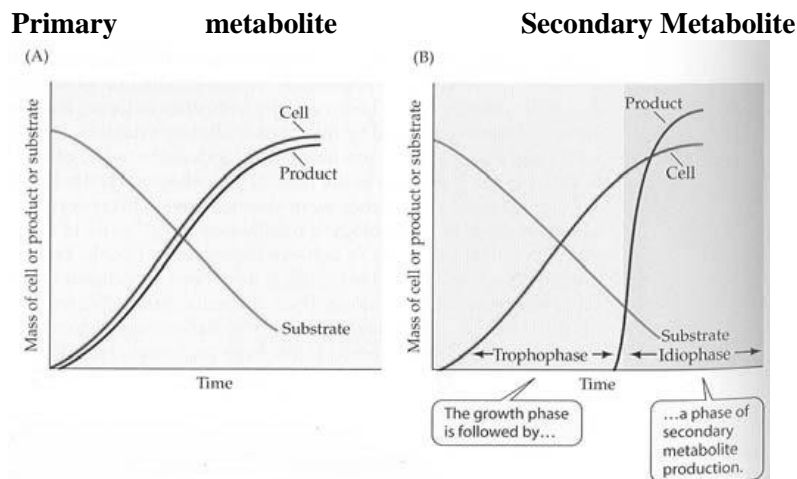 Primary metabolite Secondary Metabolite
(A)
Mass of cell or product or substrate
Cell
Product
Substrate
Time
(B)
Mass of cell or product or substrate
Product
Cell
Substrate
Trophophase
Idiophase
Time
The growth phase
is followed by...
...a phase of
secondary
metabolite
production.